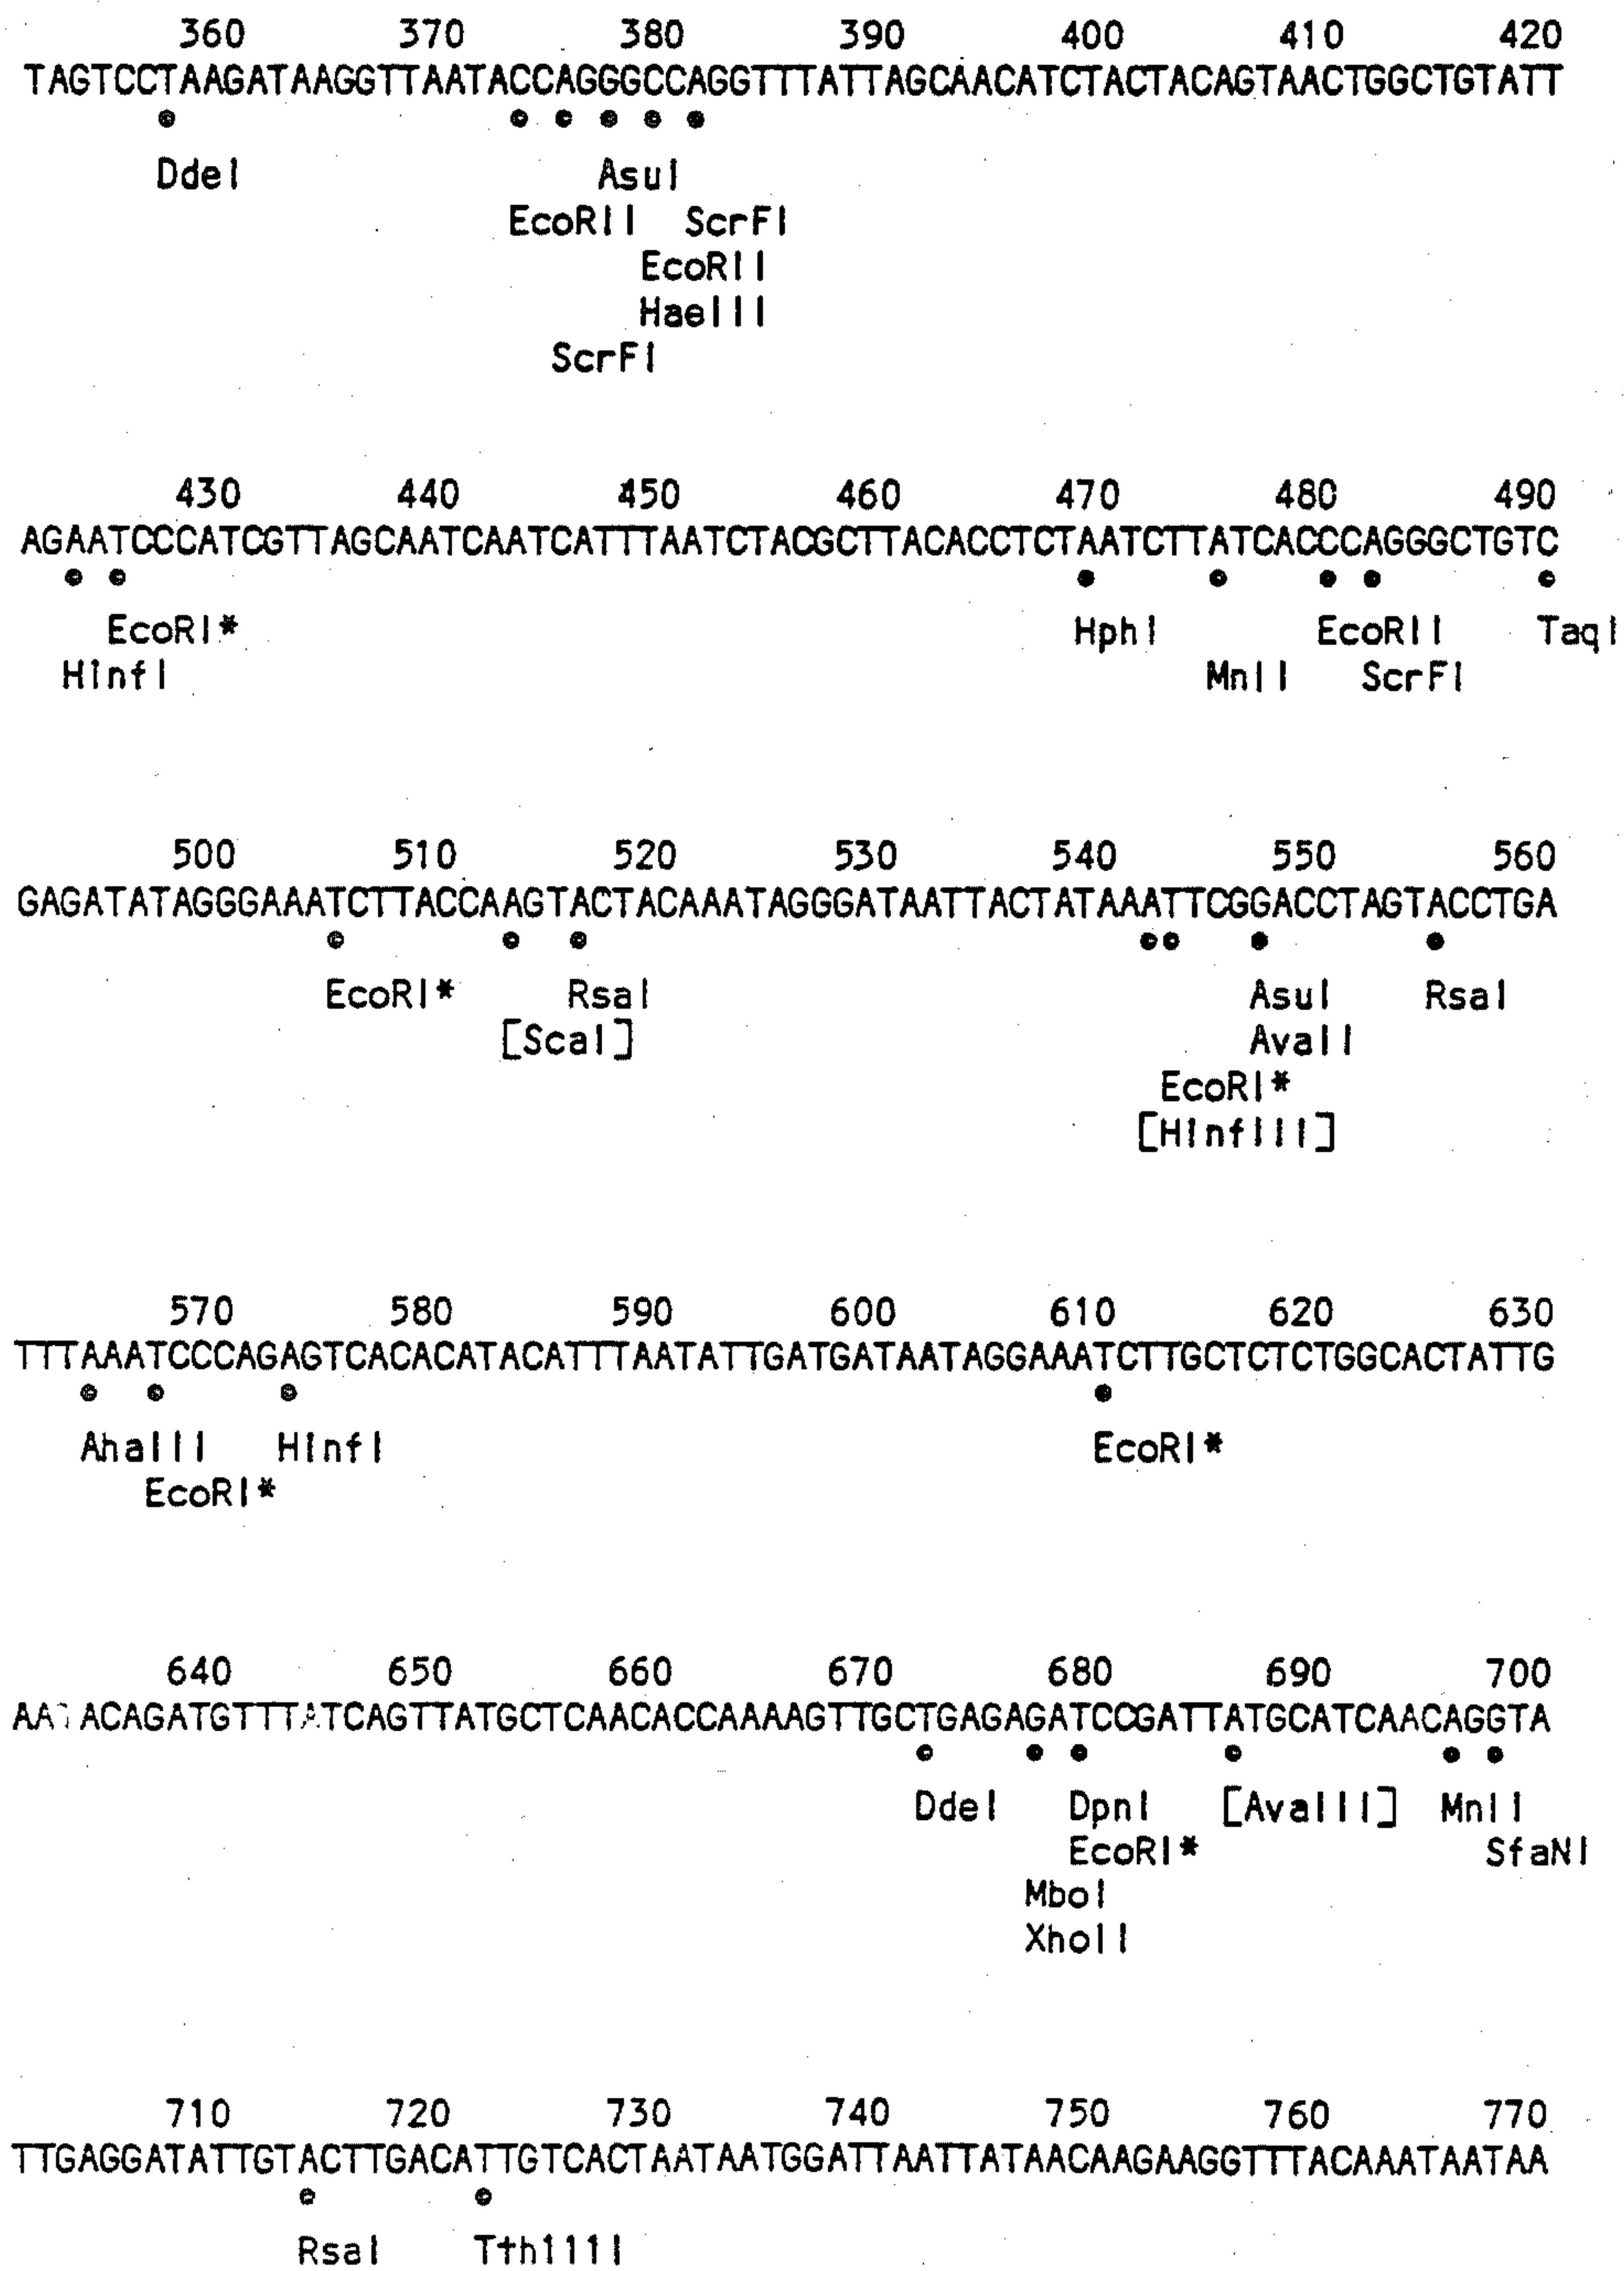 360 370 380 390 400 410 420
TAGTCCTAAGATAAGGTTAATACCAGGGCCAGGTTTATTAGCAACATCTACTACAGTAACTGGCTGTATT
DdeI AsuI
EcoRII ScrFI
EcoRII
HaeIII
ScrFI
430 440 450 460 470 480 490
AGAATCCCATCGTTAGCAATCAATCATTTAATCTACGCTTACACCTCTAATCTTATCACCCAGGGCTGTC
EcoRI* HphI EcoRII TaqI
HinfI MnlI ScrFI
500 510 520 530 540 550 560
GAGATATAGGGAAATCTTACCAAGTACTACAAATAGGGATAATTACTATAAATTCGGACCTAGTACCTGA
EcoRI* RsaI AsuI RsaI
[ScaI] AvaII
EcoRI*
[HinfIII]
570 580 590 600 610 620 630
TTTAAATCCCAGAGTCACACATACATTTAATATTGATGATAATAGGAAATCTTGCTCTCTGGCACTATTG
AhaIII HinfI EcoRI*
EcoRI*
640 650 660 670 680 690 700
AATACAGATGTTTATCAGTTATGCTCAACACCAAAAGTTGCTGAGAGATCCGATTATGCATCAACAGGTA
DdeI DpnI [AvaIII] MnlI
EcoRI* SfaNI
MboI
XhoII
710 720 730 740 750 760 770
TTGAGGATATTGTACTTGACATTGTCACTAATAATGGATTAATTATAACAAGAAGGTTTACAAATAATAA
RsaI Tth111I